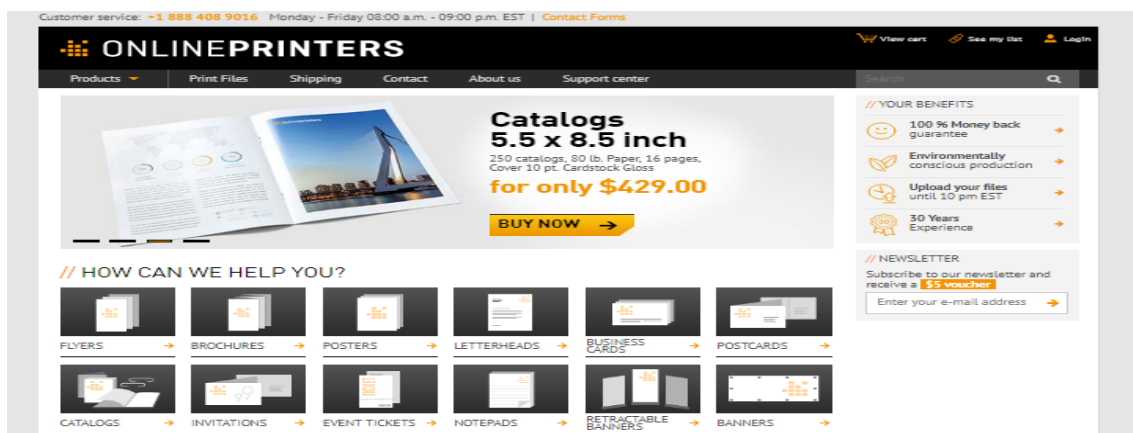 Customer service: +1 888 408 9016 Monday - Friday 08:00 a.m. - 09:00 p.m. EST | Contact Forms
ONLINEPRINTERS
View cart See my list Login
Products Print Files Shipping Contact About us Support center
Search
Catalogs
5.5 x 8.5 inch
250 catalogs, 80 lb. Paper, 16 pages,
Cover 10 pt. Cardstock Gloss
for only $429.00
BUY NOW
// YOUR BENEFITS
100 % Money back
guarantee
Environmentally
conscious production
Upload your files
until 10 pm EST
30 Years
Experience
// NEWSLETTER
Subscribe to our newsletter and
receive a $5 voucher
Enter your e-mail address
// HOW CAN WE HELP YOU?
FLYERS
BROCHURES
POSTERS
LETTERHEADS
BUSINESS
CARDS
POSTCARDS
CATALOGS
INVITATIONS
EVENT TICKETS
NOTEPADS
RETRACTABLE
BANNERS
BANNERS